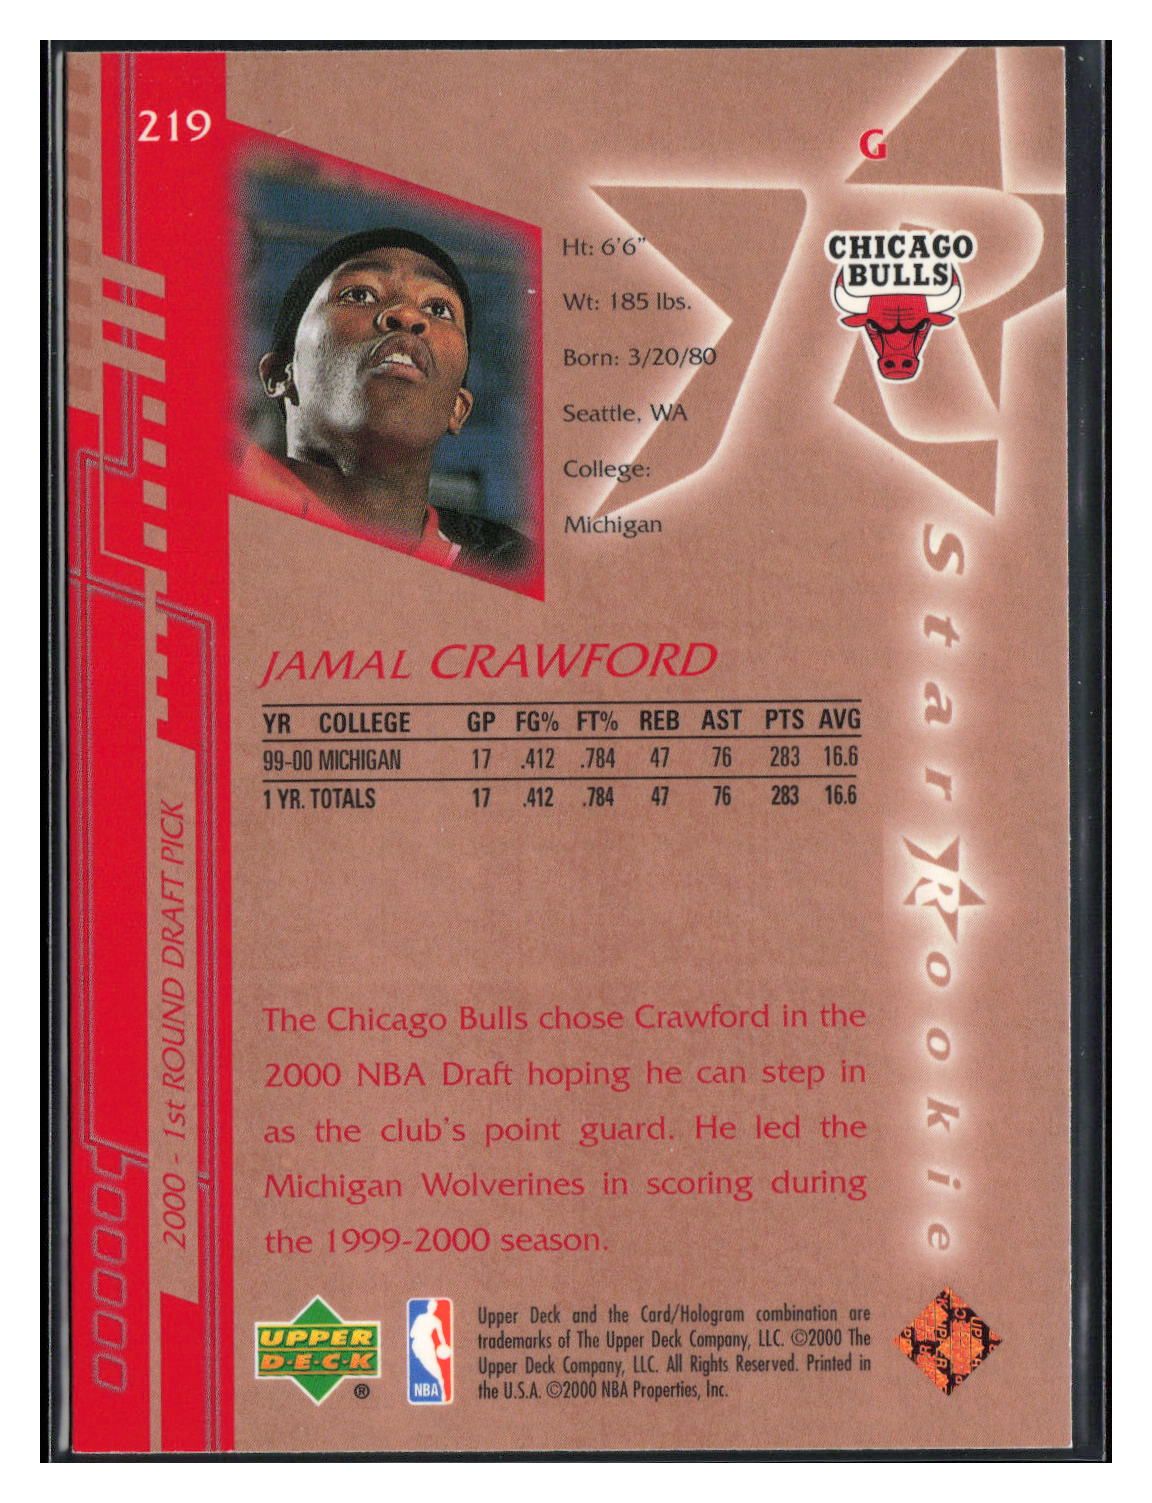 219
G
CHICAGO
BULLS
Ht: 6'6"
Wt: 185 lbs.
Born: 3/20/80
Seattle, WA
College:
Michigan
Star Rookie
JAMAL CRAWFORD
YR COLLEGE GP FG% FT% REB AST PTS AVG
99-00 MICHIGAN 17 .412 .784 47 76 283 16.6
1 YR. TOTALS 17 .412 .784 47 76 283 16.6
2000 - 1st ROUND DRAFT PICK
The Chicago Bulls chose Crawford in the
2000 NBA Draft hoping he can step in
as the club's point guard. He led the
Michigan Wolverines in scoring during
the 1999-2000 season.
UPPER
D·E·C·K
®
NBA
Upper Deck and the Card/Hologram combination are
trademarks of The Upper Deck Company, LLC. ©2000 The
Upper Deck Company, LLC. All Rights Reserved. Printed in
the U.S.A. ©2000 NBA Properties, Inc.